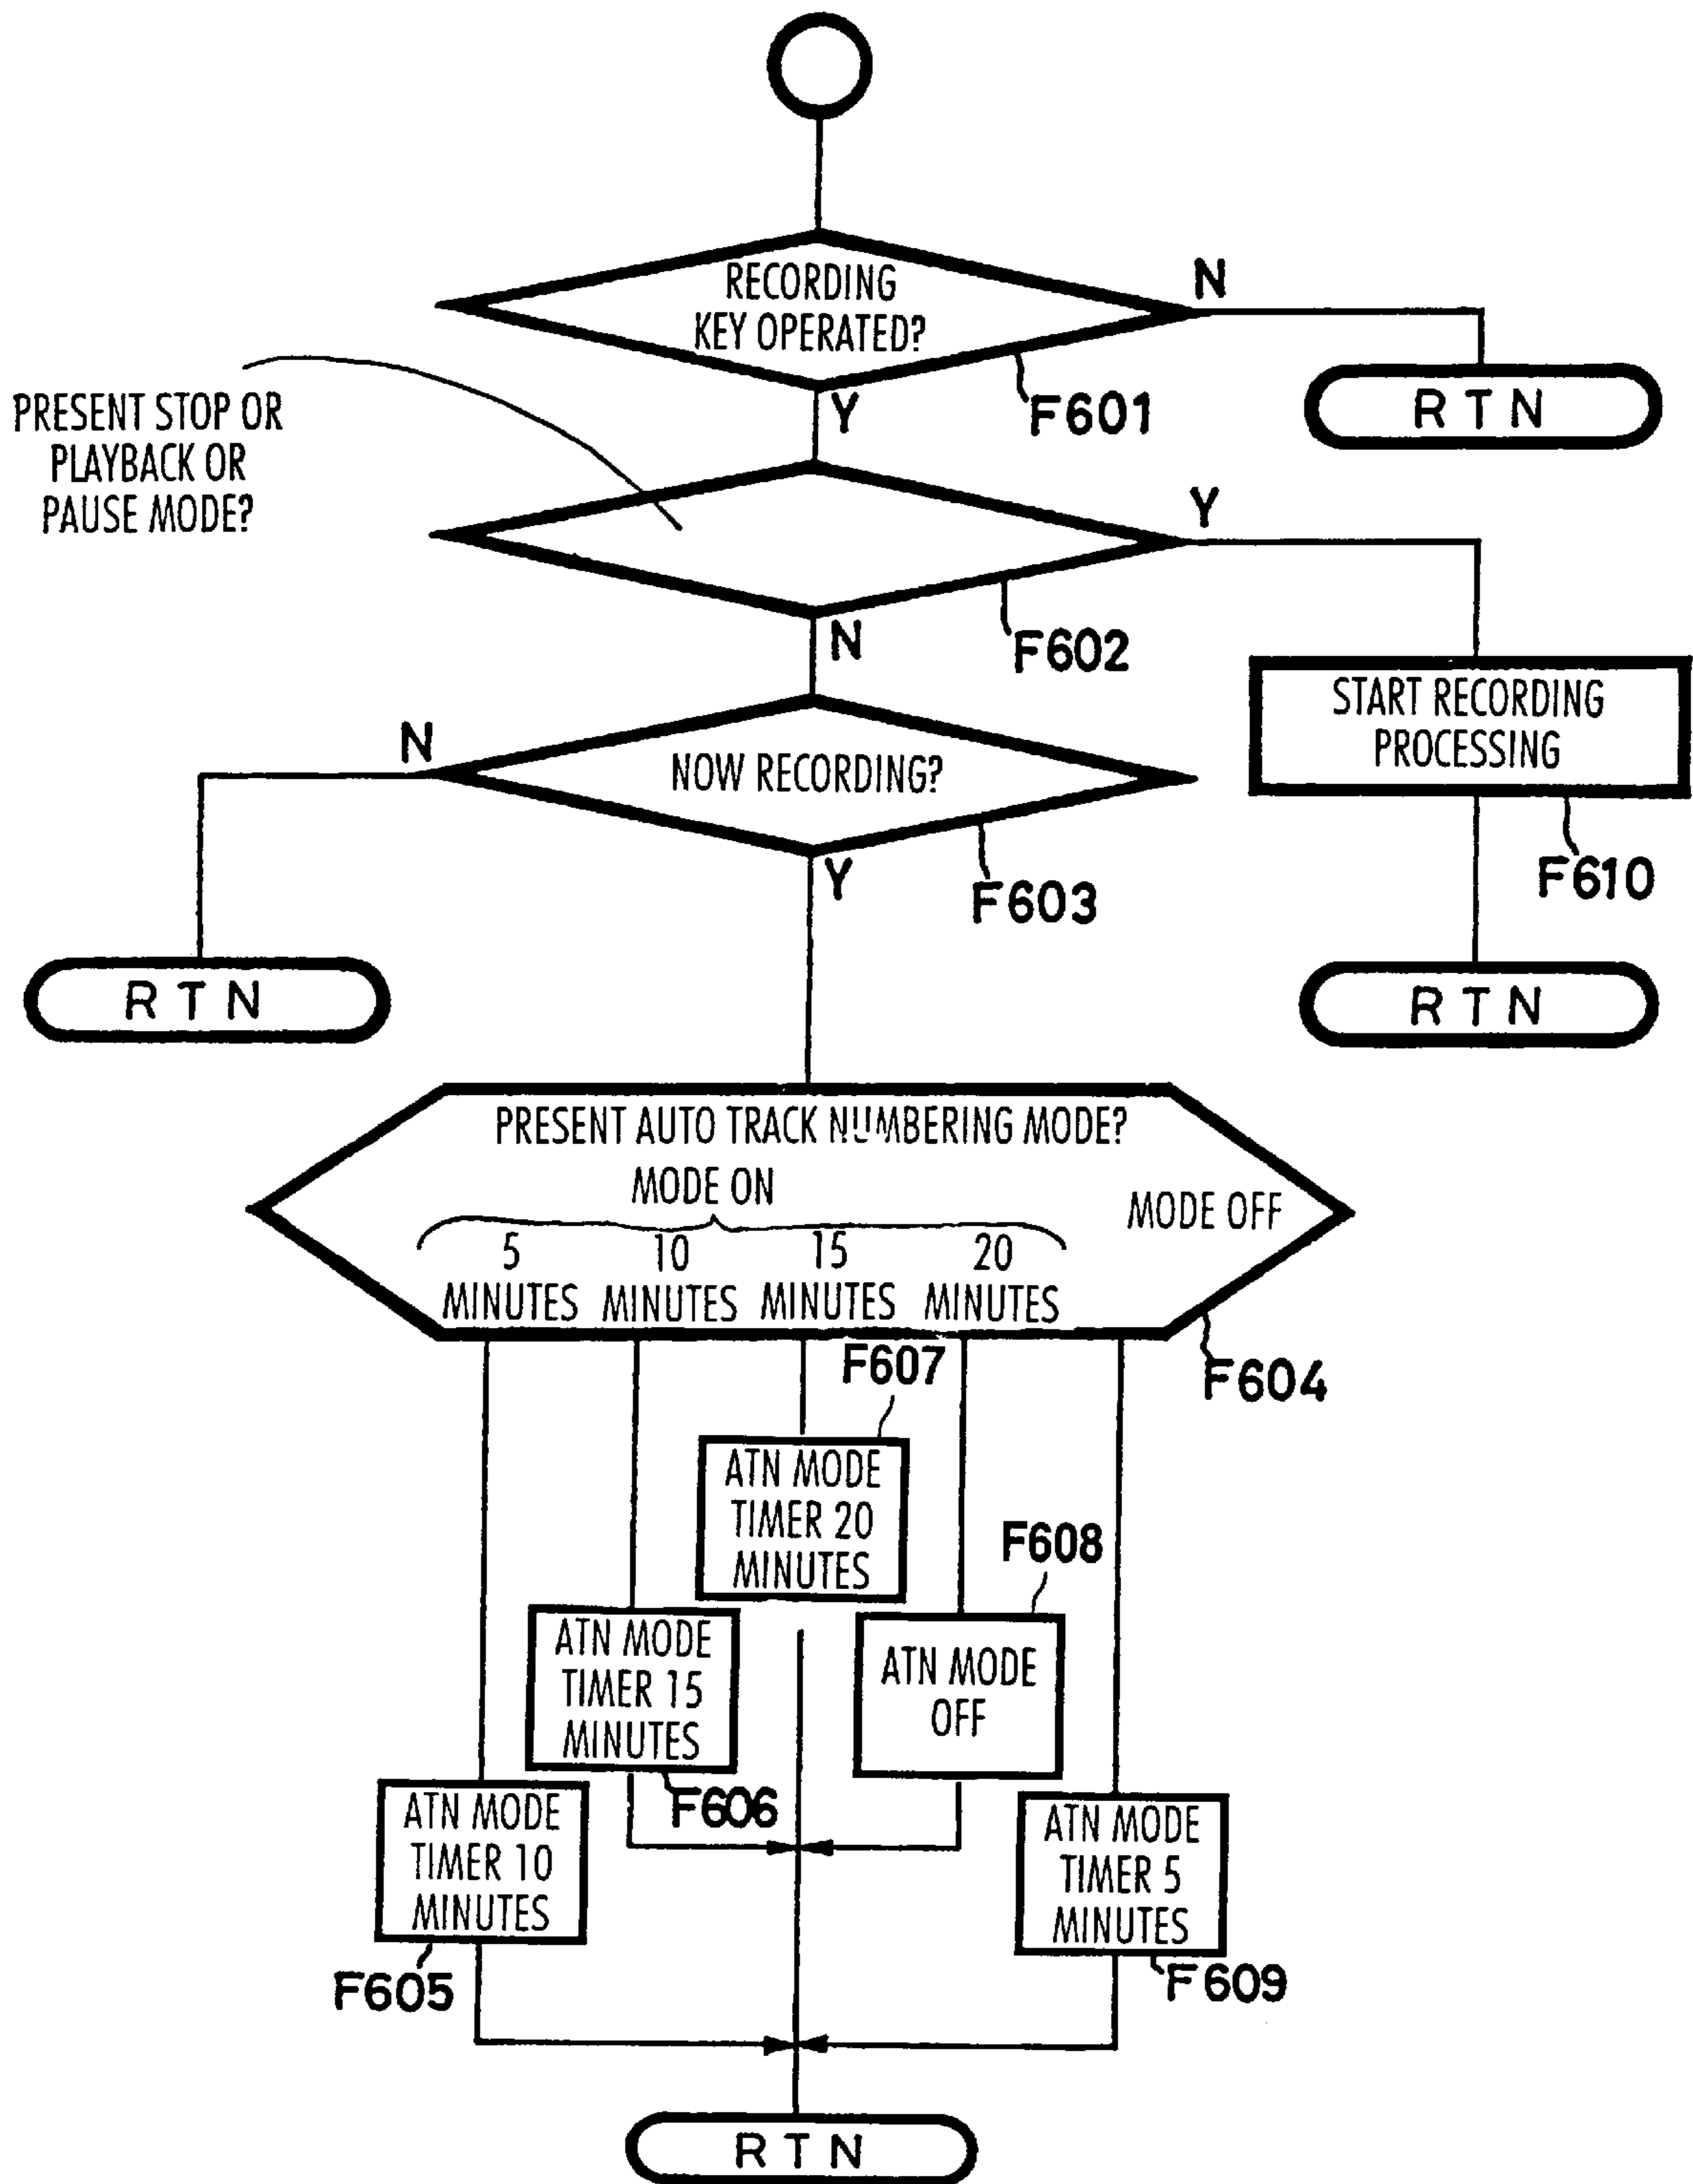 RECORDING
KEY OPERATED?
N
F601
Y
RTN
PRESENT STOP OR
PLAYBACK OR
PAUSE MODE?
Y
F602
N
START RECORDING
PROCESSING
F610
RTN
N
NOW RECORDING?
F603
Y
RTN
PRESENT AUTO TRACK NUMBERING MODE?
MODE ON
MODE OFF
5
MINUTES
10
MINUTES
15
MINUTES
20
MINUTES
F604
F607
ATN MODE
TIMER 20
MINUTES
F608
ATN MODE
OFF
ATN MODE
TIMER 15
MINUTES
F606
ATN MODE
TIMER 10
MINUTES
F605
ATN MODE
TIMER 5
MINUTES
F609
RTN